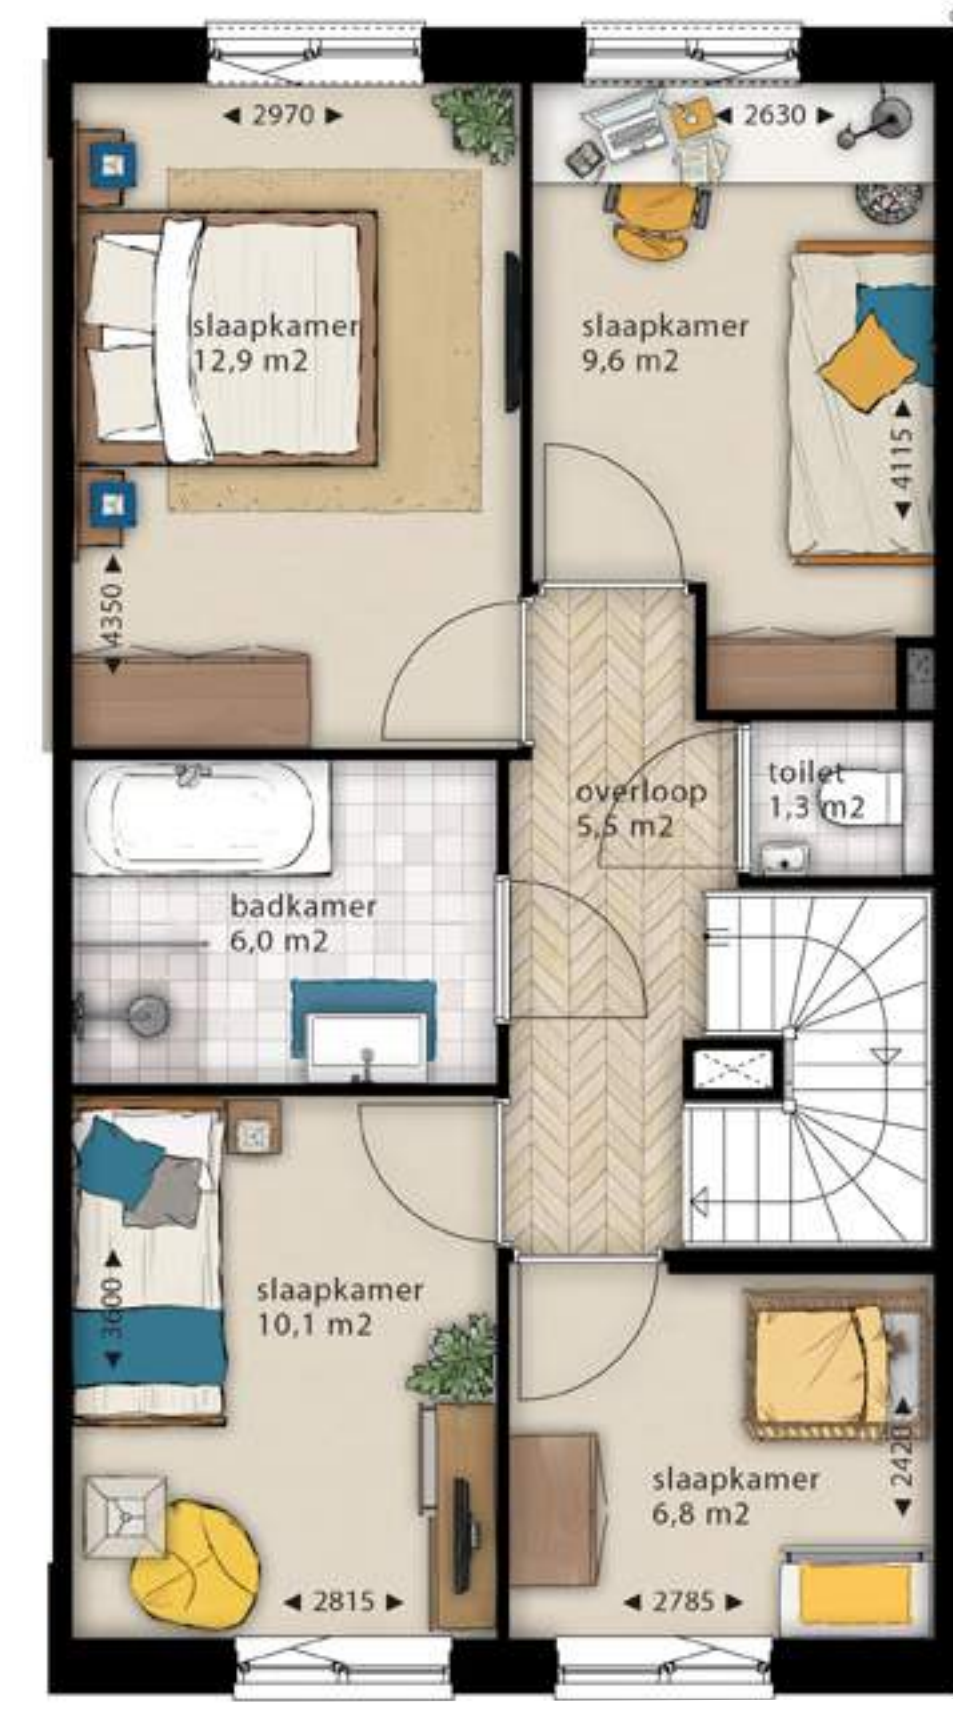 2970
2630
slaapkamer
12,9 m2
slaapkamer
9,6 m2
4115
4350
overloop
5,5 m2
toilet
1,3 m2
badkamer
6,0 m2
slaapkamer
10,1 m2
3600
slaapkamer
6,8 m2
2420
2815
2785